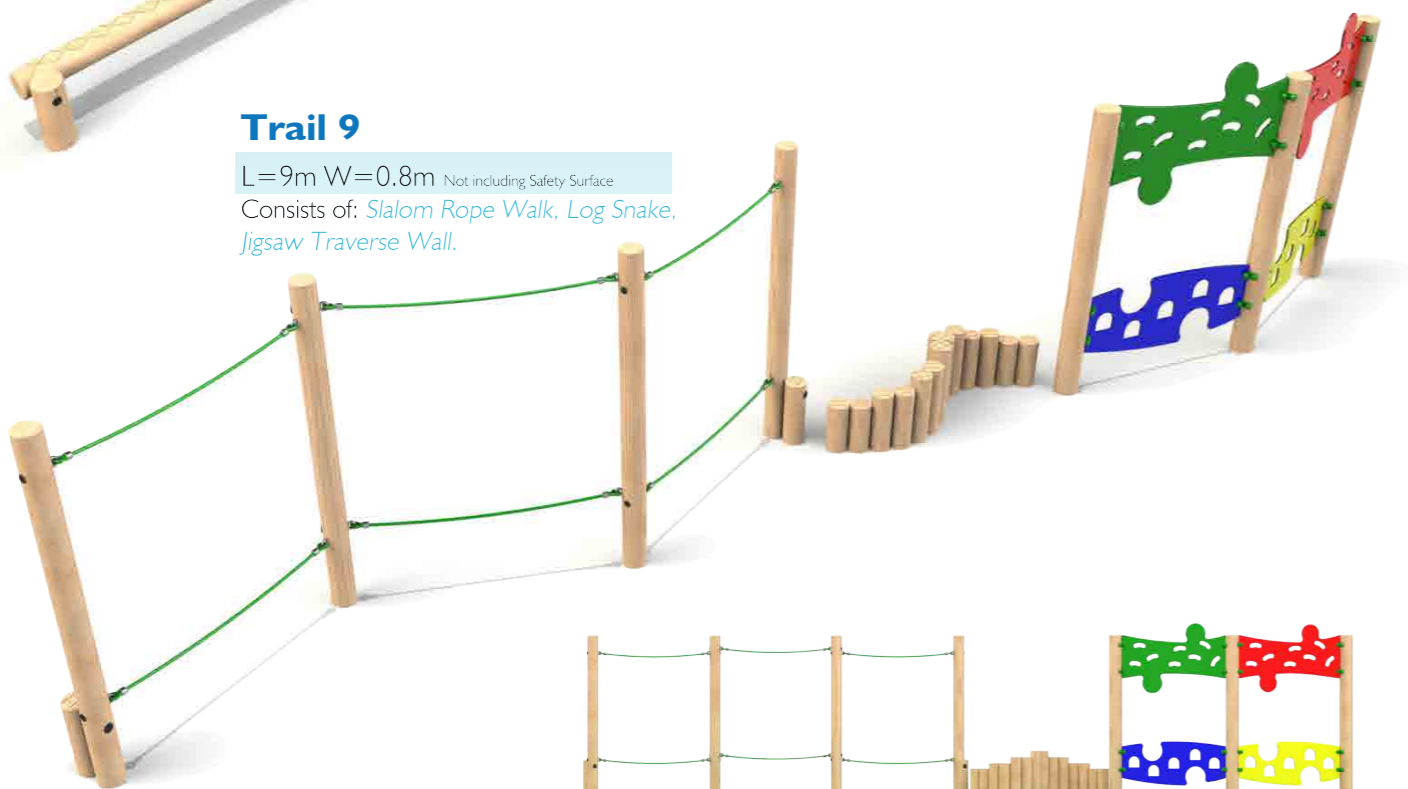 Trail 9
L=9m W=0.8m Not including Safety Surface
Consists of: Slalom Rope Walk, Log Snake,
Jigsaw Traverse Wall.